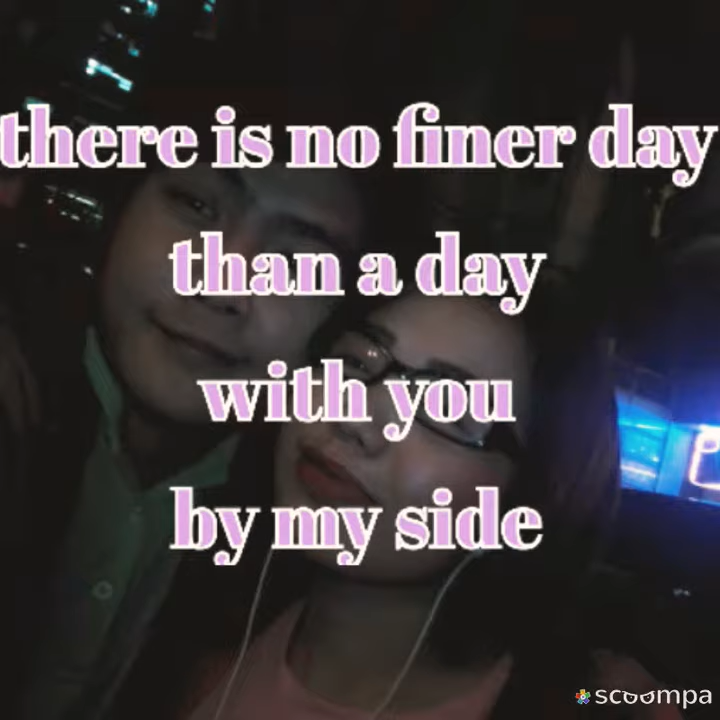 there is no finer day
than a day
with you
by my side
scoompa